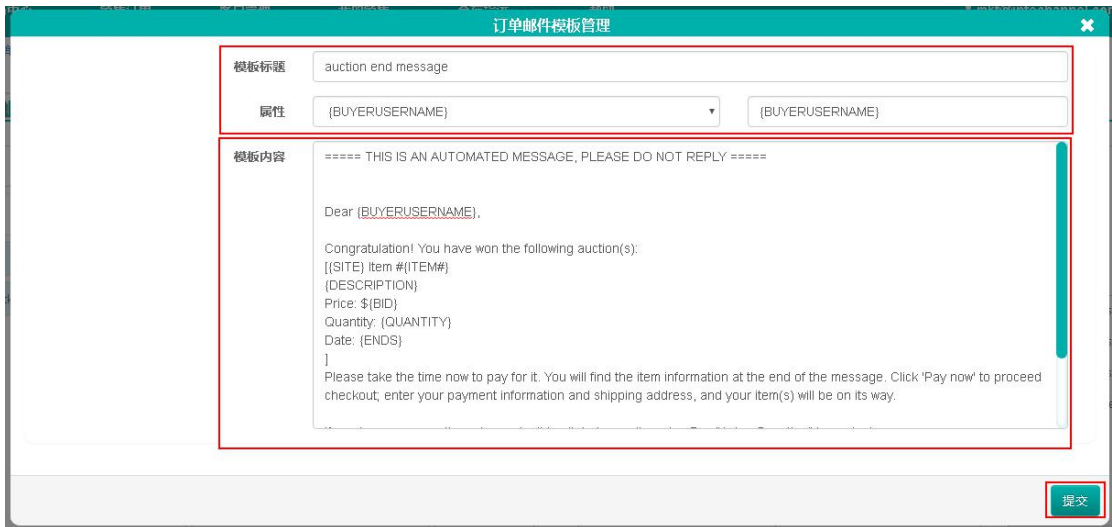 订单邮件模板管理
模板标题
auction end message
属性
{BUYERUSERNAME}
{BUYERUSERNAME}
模板内容
===== THIS IS AN AUTOMATED MESSAGE, PLEASE DO NOT REPLY =====
Dear {BUYERUSERNAME},
Congratulation! You have won the following auction(s):
[{SITE} Item #{ITEM#}
{DESCRIPTION}
Price: ${BID}
Quantity: {QUANTITY}
Date: {ENDS}
]
Please take the time now to pay for it. You will find the item information at the end of the message. Click 'Pay now' to proceed
checkout; enter your payment information and shipping address, and your item(s) will be on its way.
提交